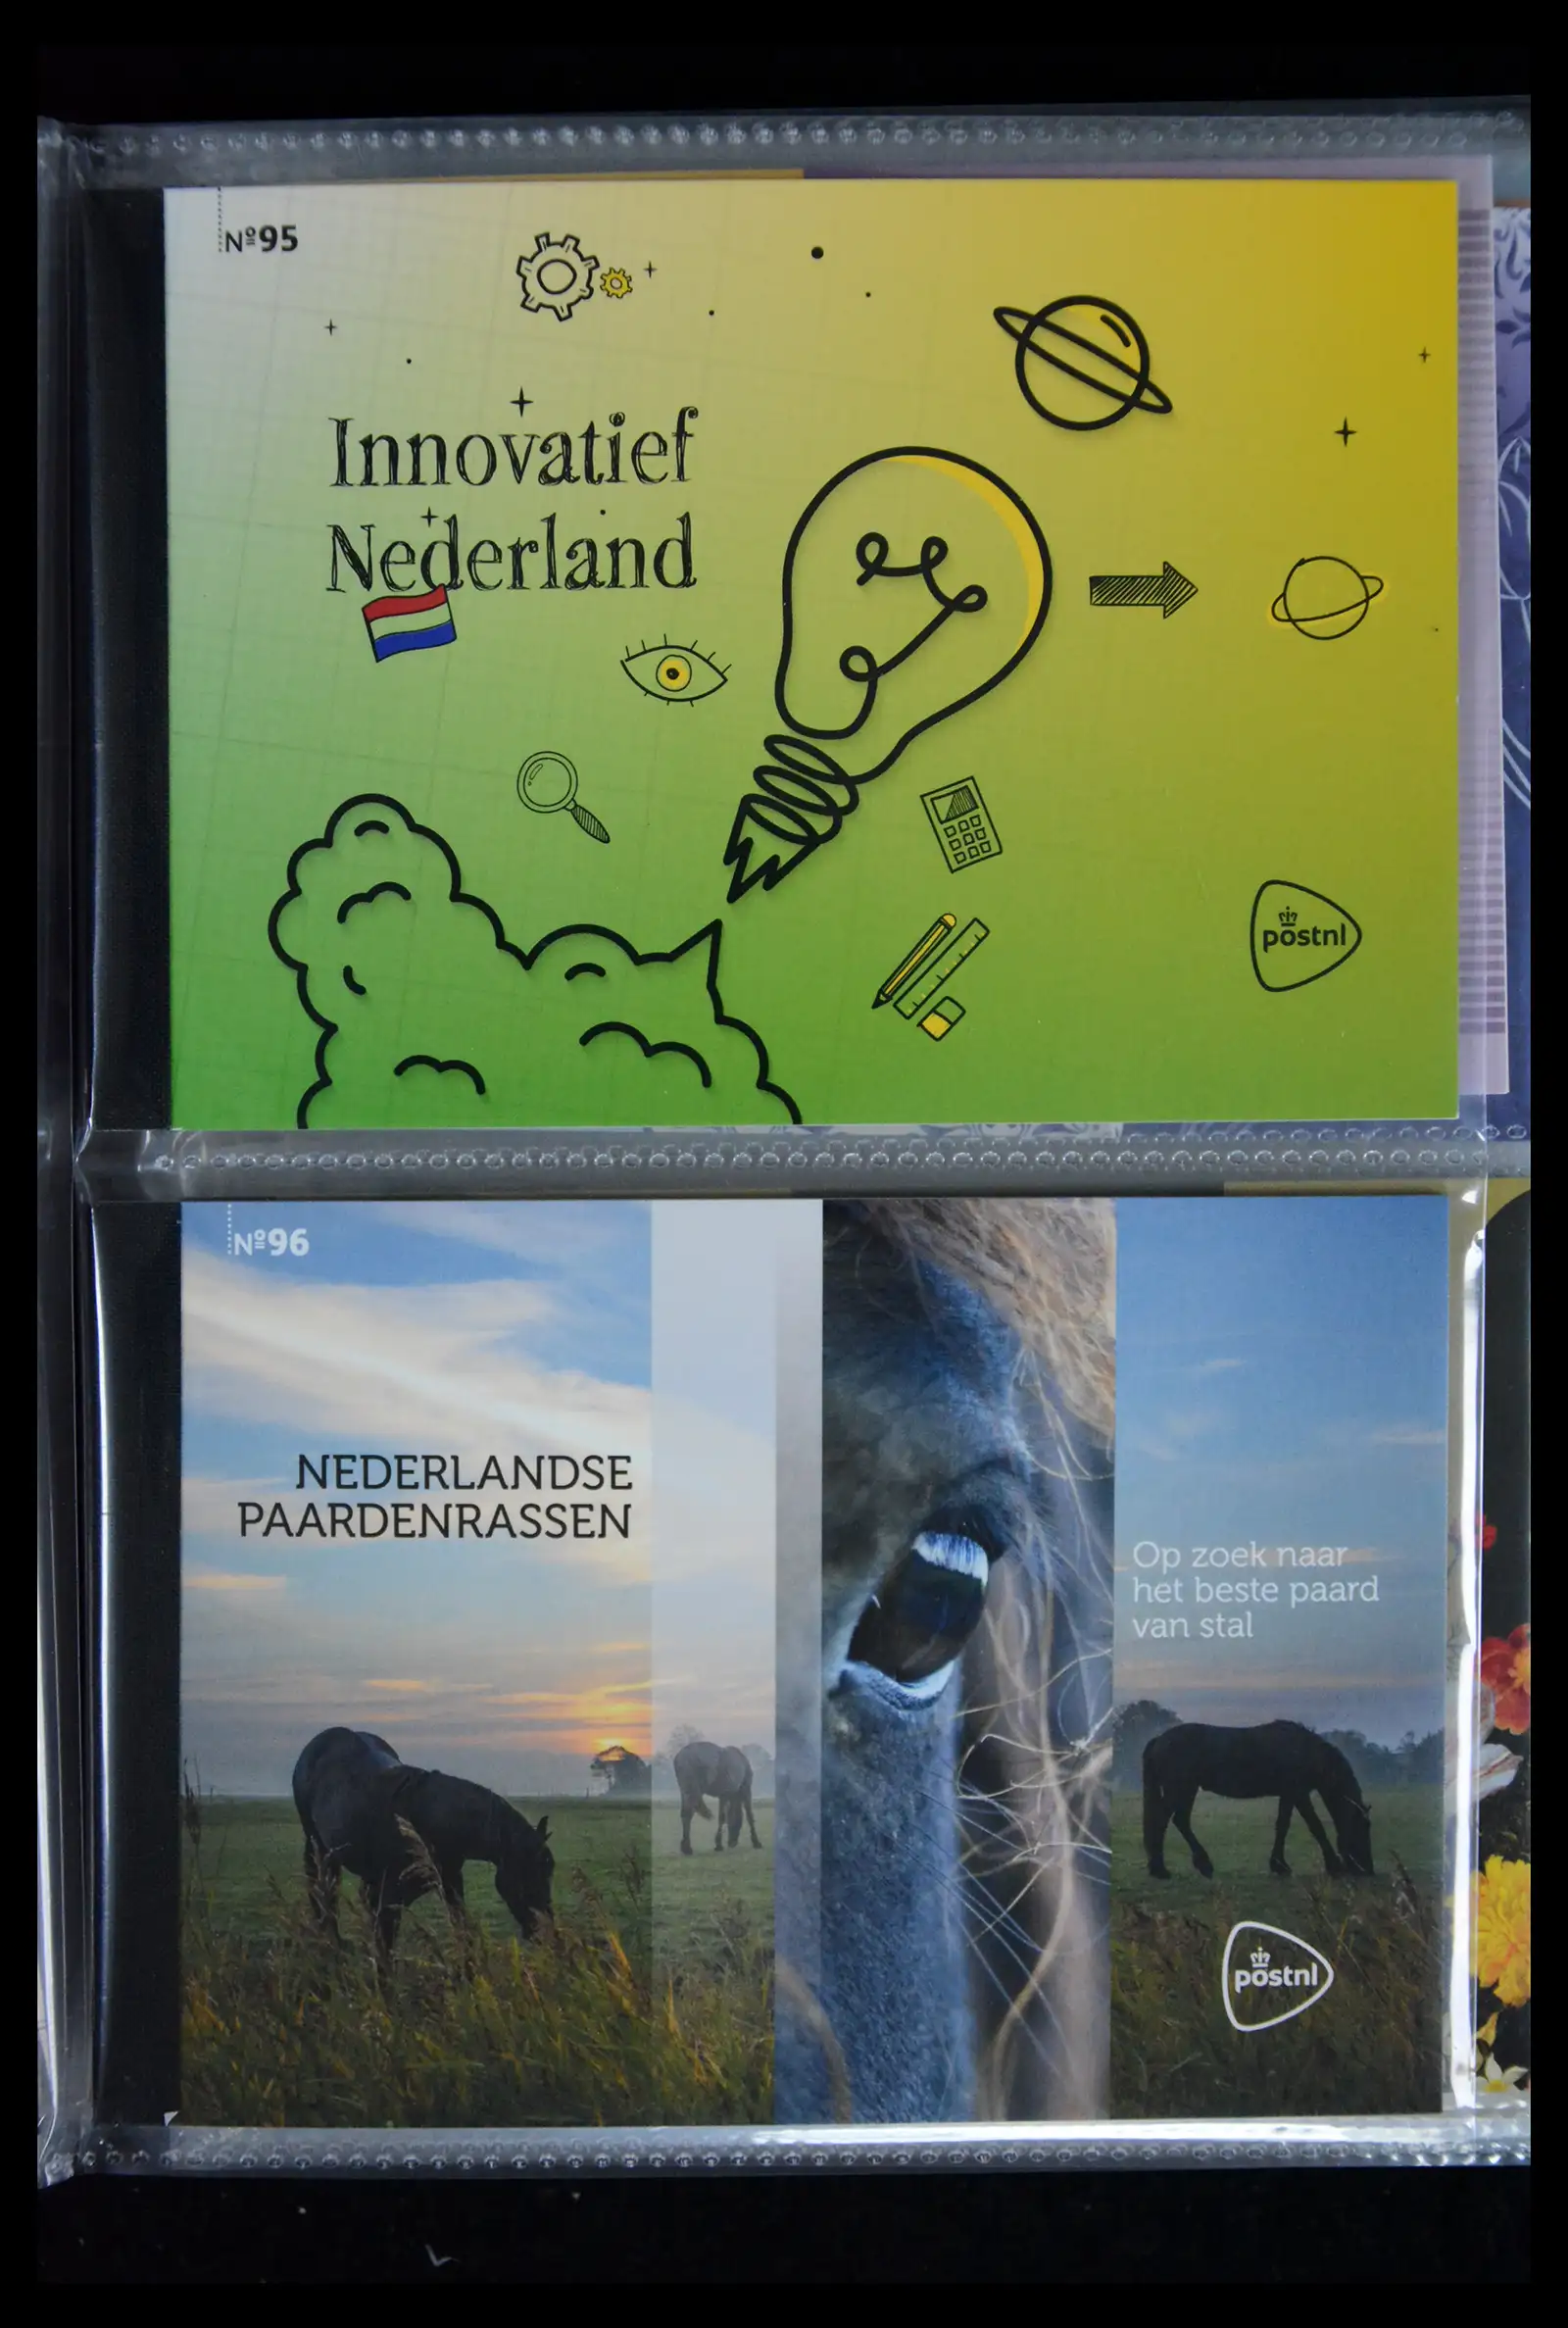 Nº95
Innovatief
Nederland
postnl
Nº96
NEDERLANDSE
PAARDENRASSEN
Op zoek naar
het beste paard
van stal
postnl